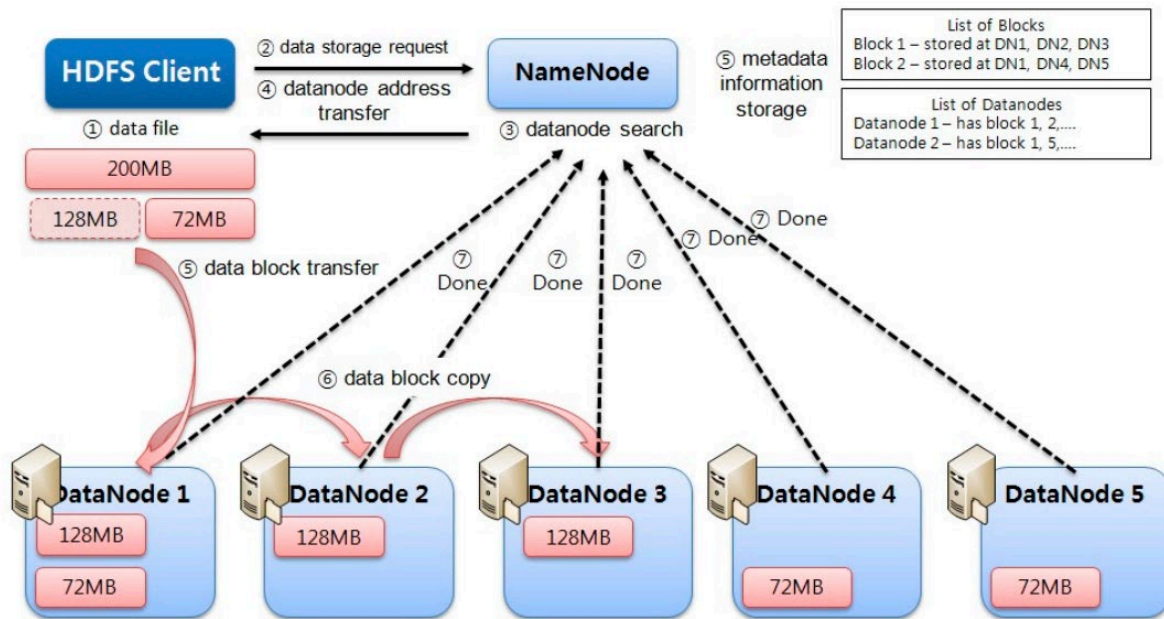 HDFS Client
② data storage request
④ datanode address
transfer
NameNode
③ datanode search
⑤ metadata
information
storage
List of Blocks
Block 1 – stored at DN1, DN2, DN3
Block 2 – stored at DN1, DN4, DN5
List of Datanodes
Datanode 1 – has block 1, 2,....
Datanode 2 – has block 1, 5,....
① data file
200MB
128MB
72MB
⑤ data block transfer
⑦
Done
⑦
Done
⑦
Done
⑦ Done
⑦ Done
⑥ data block copy
DataNode 1
128MB
72MB
DataNode 2
128MB
DataNode 3
128MB
DataNode 4
72MB
DataNode 5
72MB